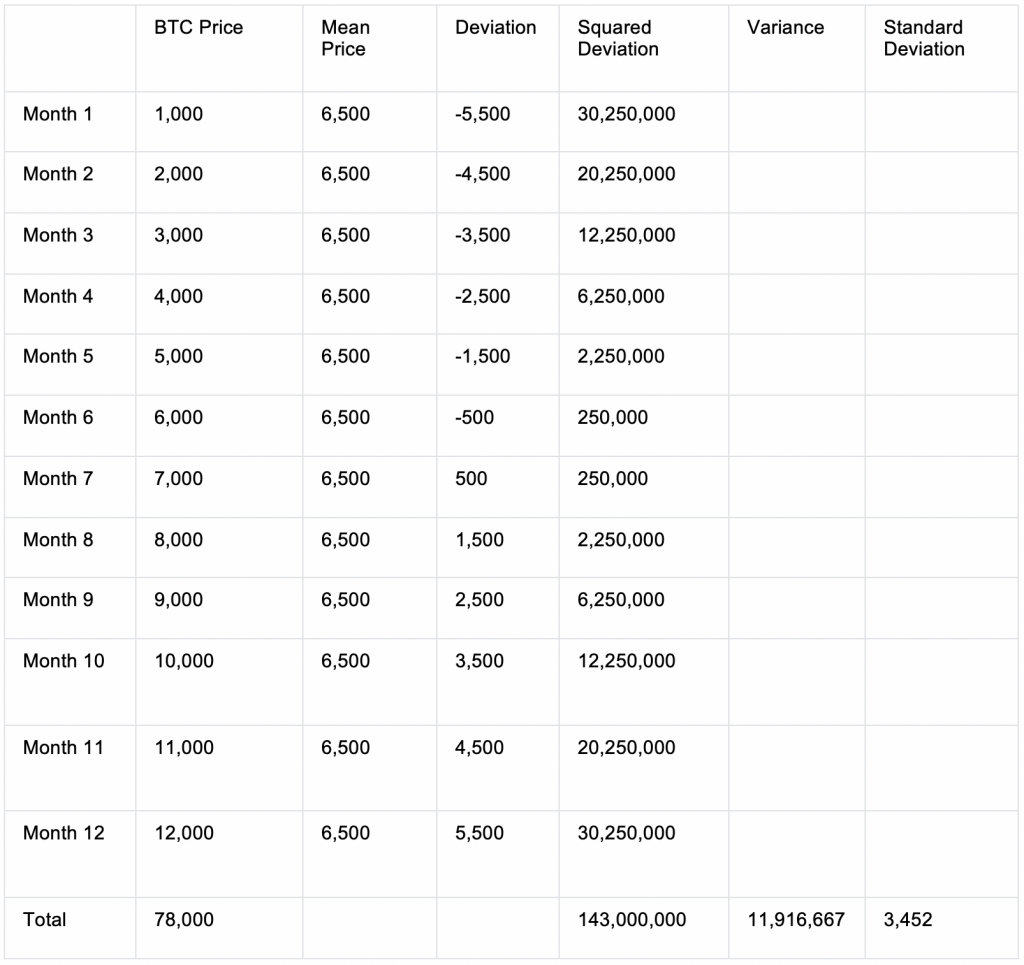 BTC Price Mean Price Deviation Squared Deviation Variance Standard Deviation
Month 1 1,000 6,500 -5,500 30,250,000
Month 2 2,000 6,500 -4,500 20,250,000
Month 3 3,000 6,500 -3,500 12,250,000
Month 4 4,000 6,500 -2,500 6,250,000
Month 5 5,000 6,500 -1,500 2,250,000
Month 6 6,000 6,500 -500 250,000
Month 7 7,000 6,500 500 250,000
Month 8 8,000 6,500 1,500 2,250,000
Month 9 9,000 6,500 2,500 6,250,000
Month 10 10,000 6,500 3,500 12,250,000
Month 11 11,000 6,500 4,500 20,250,000
Month 12 12,000 6,500 5,500 30,250,000
Total 78,000 143,000,000 11,916,667 3,452